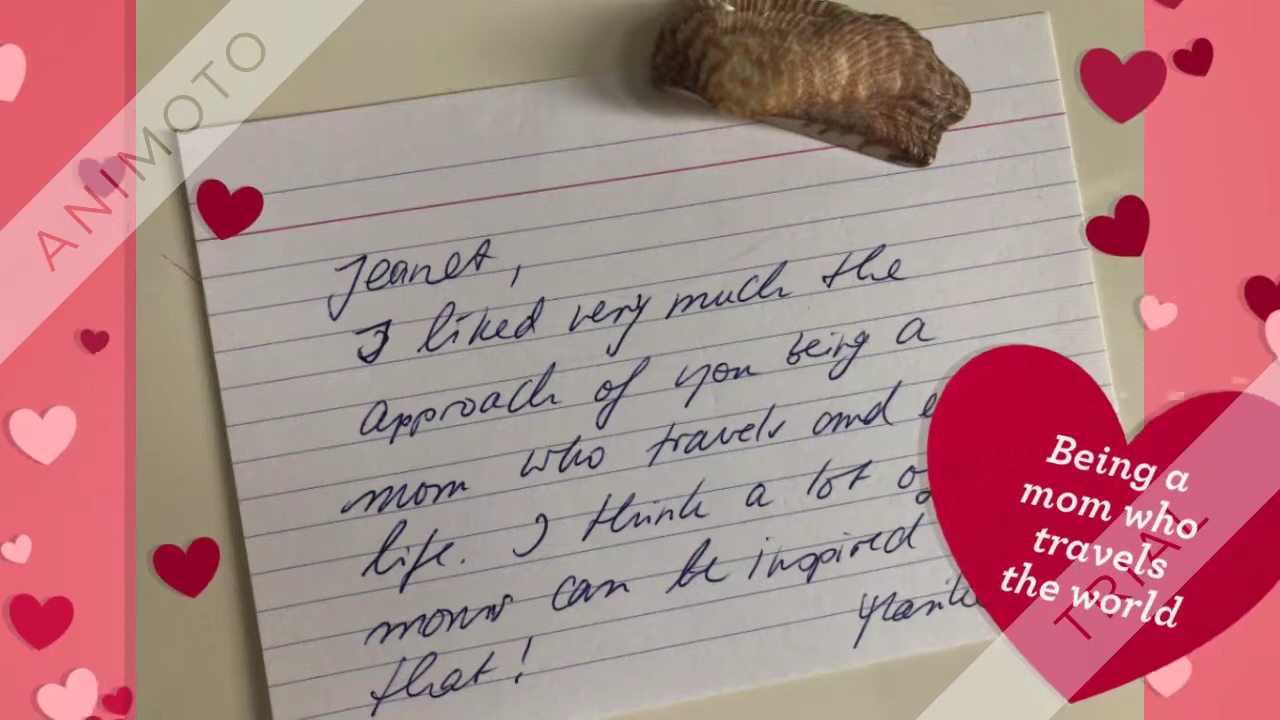 ANIMOTO
Jeanet,
I liked very much the
approach of you being a
mom who travels and
life. I think a lot
moms can be inspired
that!
Being a
mom who
travels
the world
TRIAL